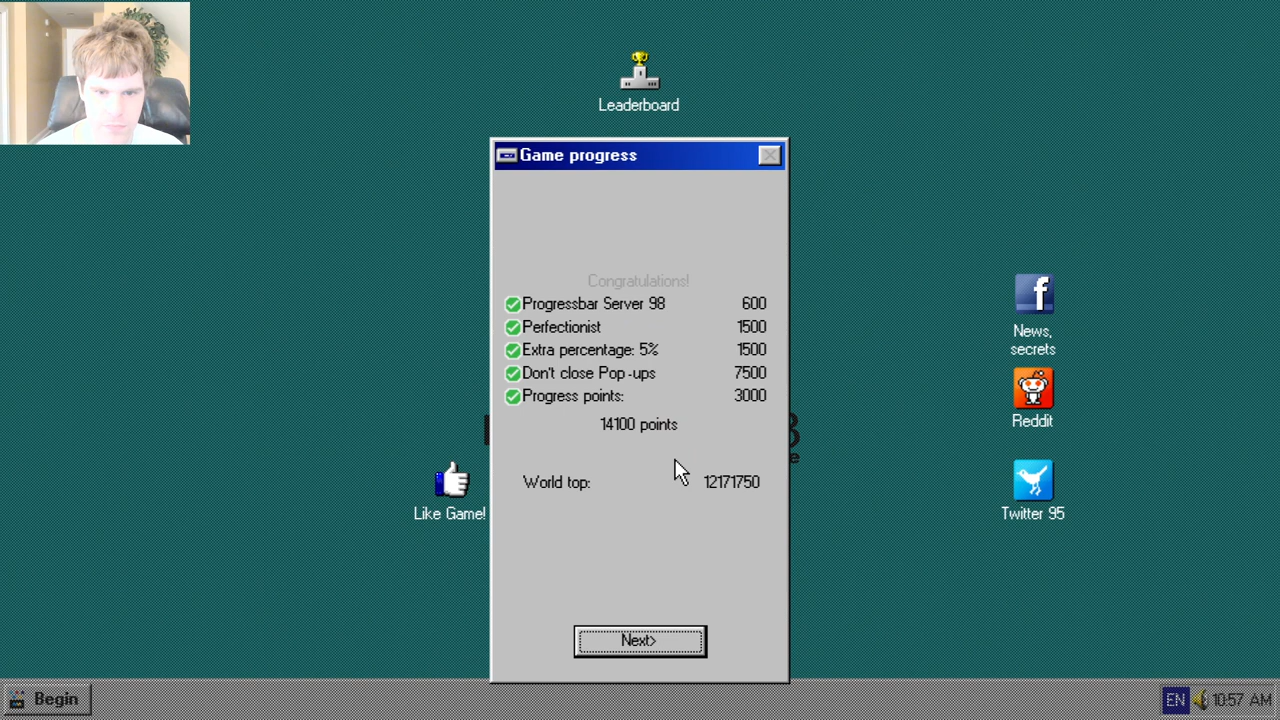 Leaderboard
Game progress
Congratulations!
Progressbar Server 98 600
Perfectionist 1500
Extra percentage: 5% 1500
Don't close Pop-ups 7500
Progress points: 3000
14100 points
World top: 12171750
Next>
Like Game!
News,
secrets
Reddit
Twitter 95
Begin
EN 10:57 AM